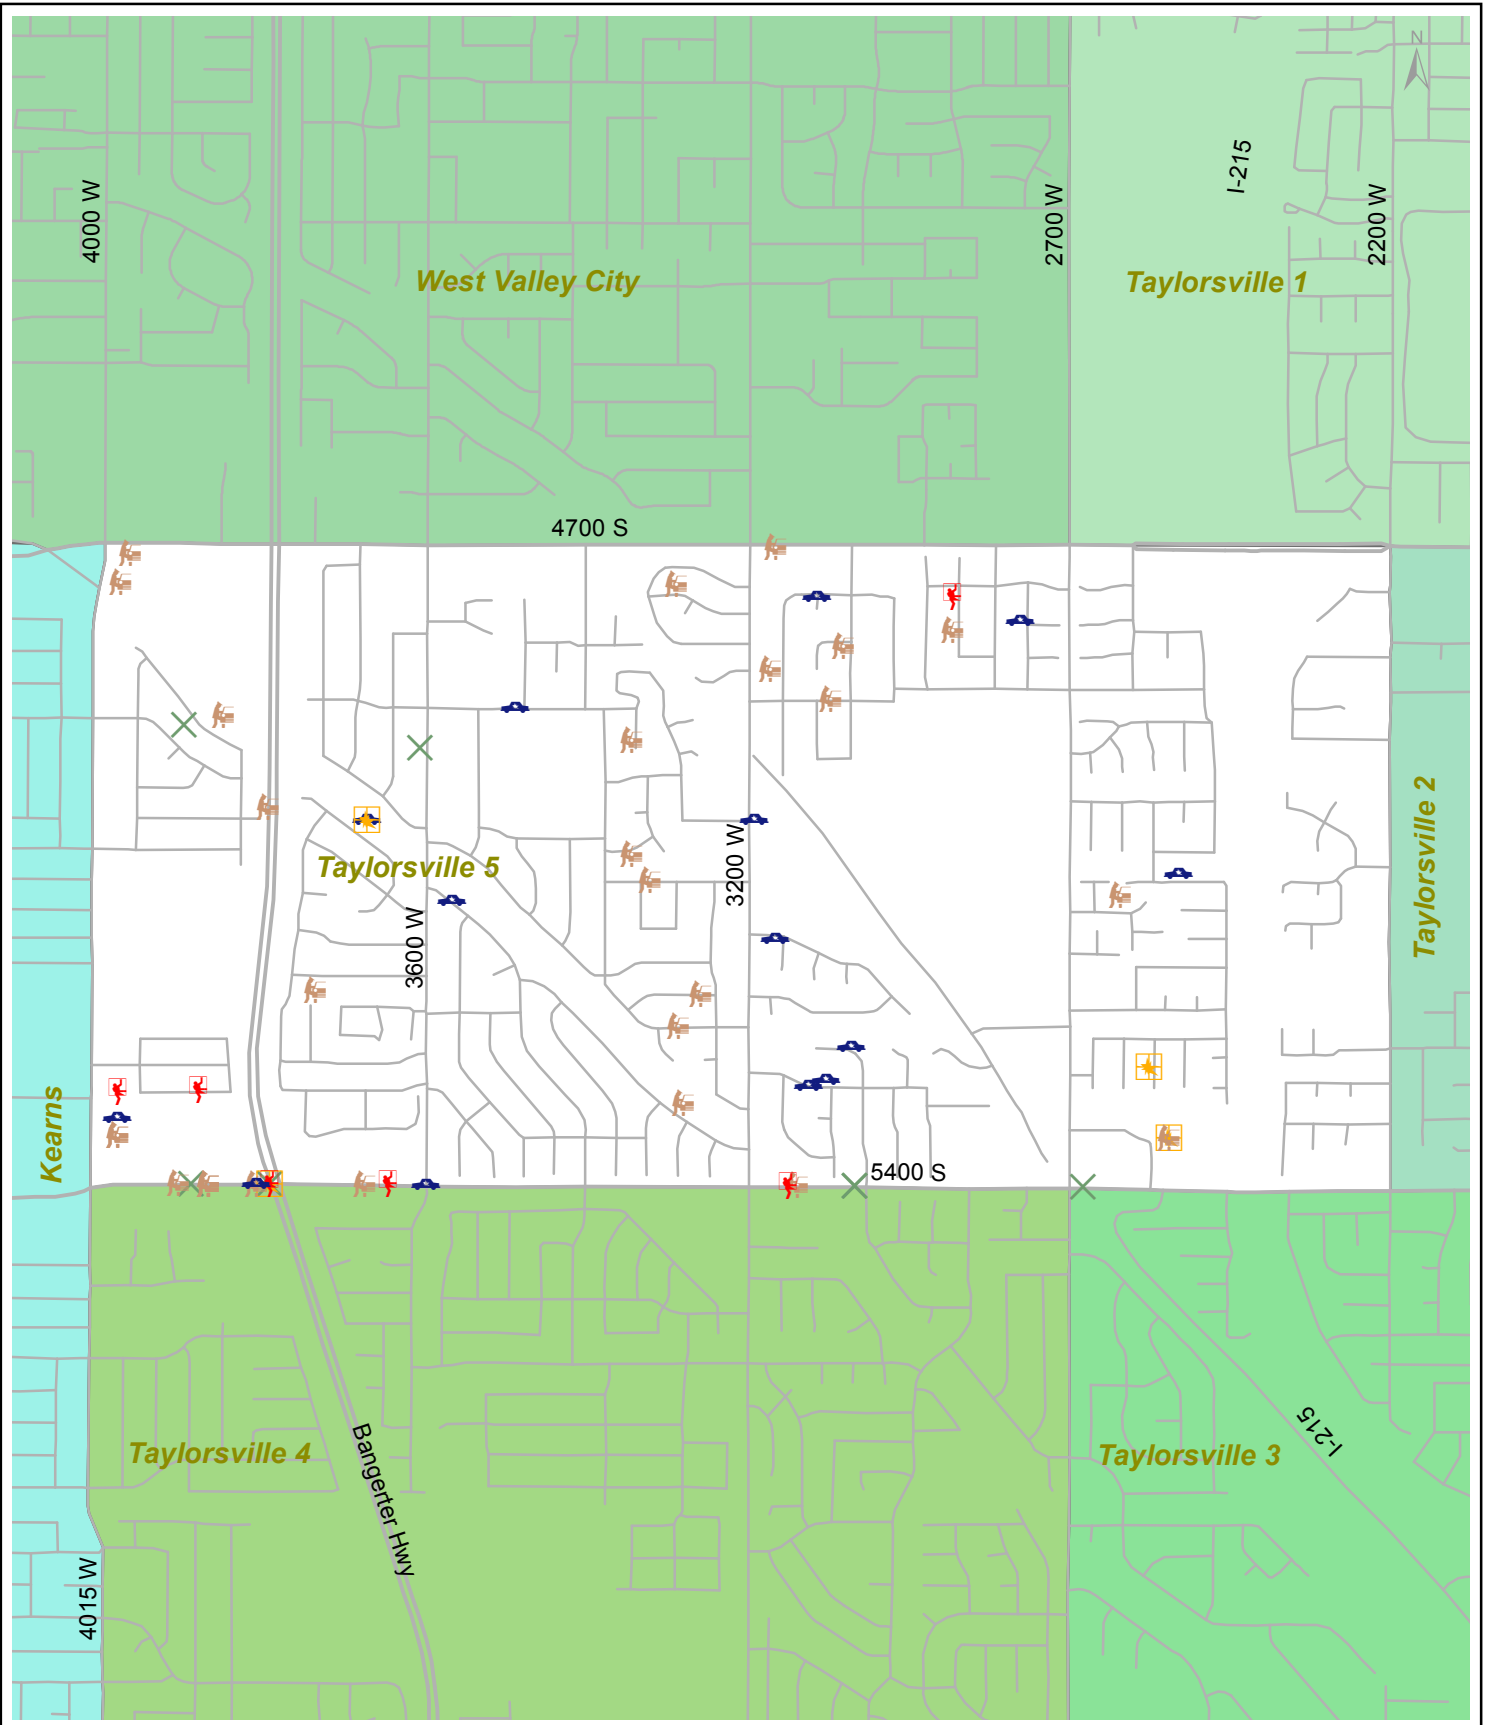 N
I-215
4000 W
2700 W
2200 W
West Valley City
Taylorsville 1
4700 S
Taylorsville 2
3200 W
Taylorsville 5
3600 W
Kearns
5400 S
Taylorsville 4
Bangerter Hwy
Taylorsville 3
I-215
4015 W